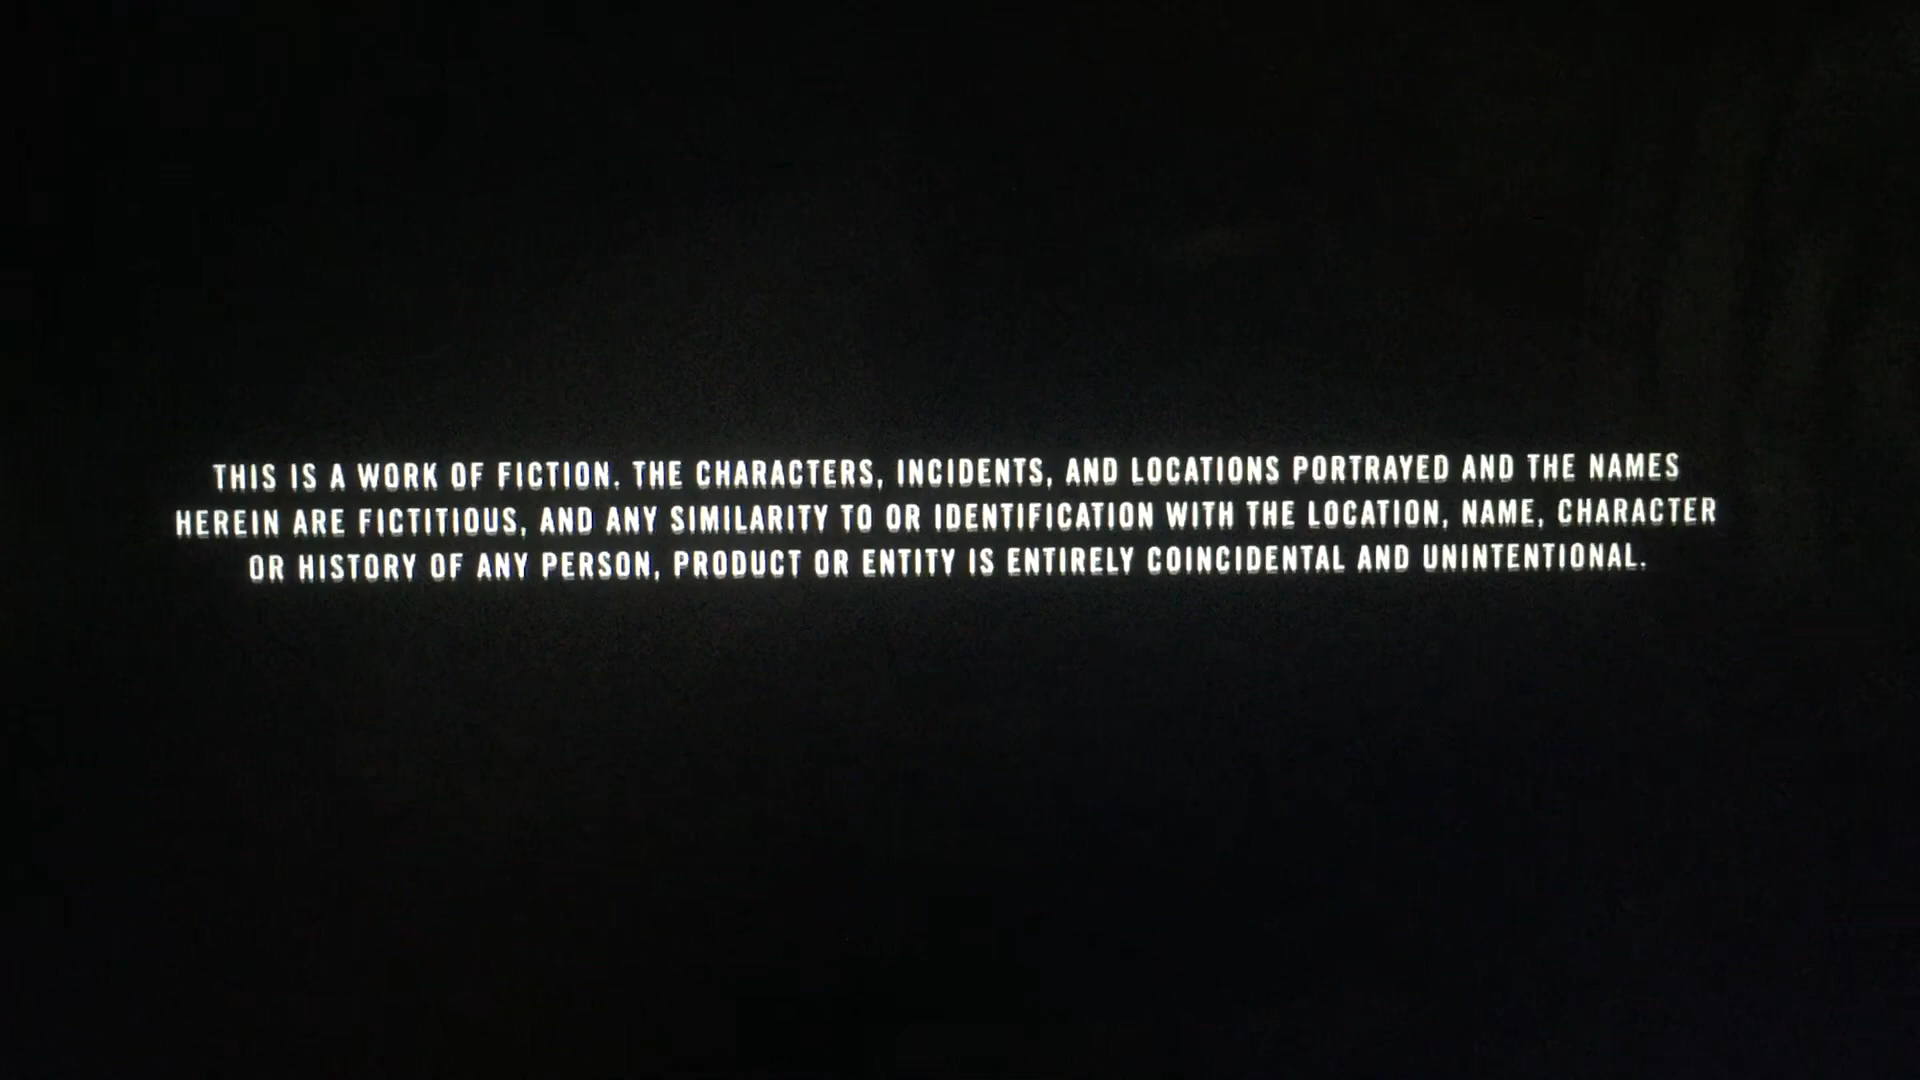 THIS IS A WORK OF FICTION. THE CHARACTERS, INCIDENTS, AND LOCATIONS PORTRAYED AND THE NAMES
HEREIN ARE FICTITIOUS, AND ANY SIMILARITY TO OR IDENTIFICATION WITH THE LOCATION, NAME, CHARACTER
OR HISTORY OF ANY PERSON, PRODUCT OR ENTITY IS ENTIRELY COINCIDENTAL AND UNINTENTIONAL.